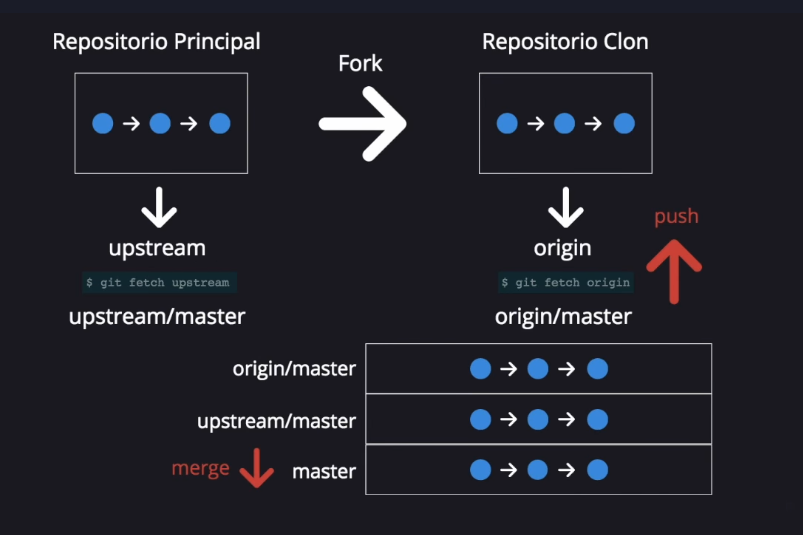 Repositorio Principal
Fork
Repositorio Clon
upstream
$ git fetch upstream
upstream/master
origin
$ git fetch origin
origin/master
push
origin/master
upstream/master
merge
master